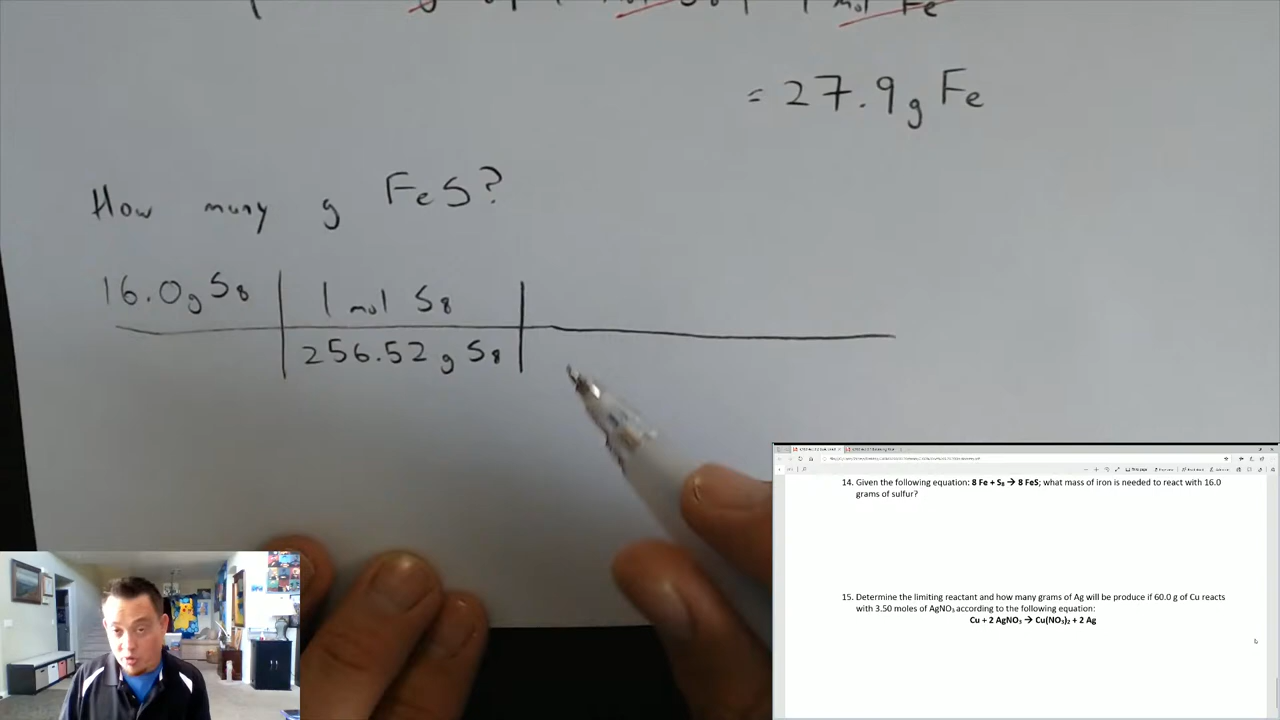 = 27.9g Fe
How many g FeS?
16.0g S₈ | 1 mol S₈
256.52 g S₈
14. Given the following equation: 8 Fe + S₈ → 8 FeS; what mass of iron is needed to react with 16.0
grams of sulfur?
15. Determine the limiting reactant and how many grams of Ag will be produce if 60.0 g of Cu reacts
with 3.50 moles of AgNO₃ according to the following equation:
Cu + 2 AgNO₃ → Cu(NO₃)₂ + 2 Ag